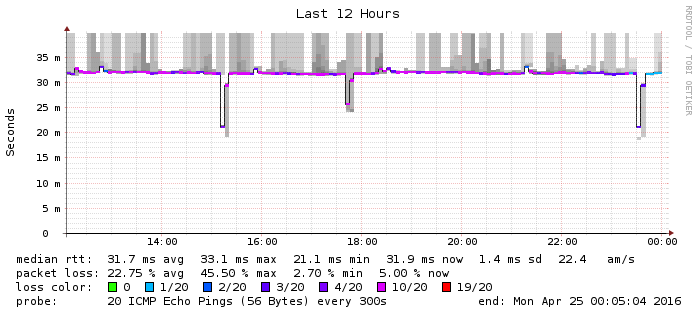 Last 12 Hours
RRDTOOL / TOBI OETIKER
Seconds
35 m
30 m
25 m
20 m
15 m
10 m
5 m
0
14:00 16:00 18:00 20:00 22:00 00:00
median rtt: 31.7 ms avg 33.1 ms max 21.1 ms min 31.9 ms now 1.4 ms sd 22.4 am/s
packet loss: 22.75 % avg 45.50 % max 2.70 % min 5.00 % now
loss color: 0 1/20 2/20 3/20 4/20 10/20 19/20
probe: 20 ICMP Echo Pings (56 Bytes) every 300s end: Mon Apr 25 00:05:04 2016